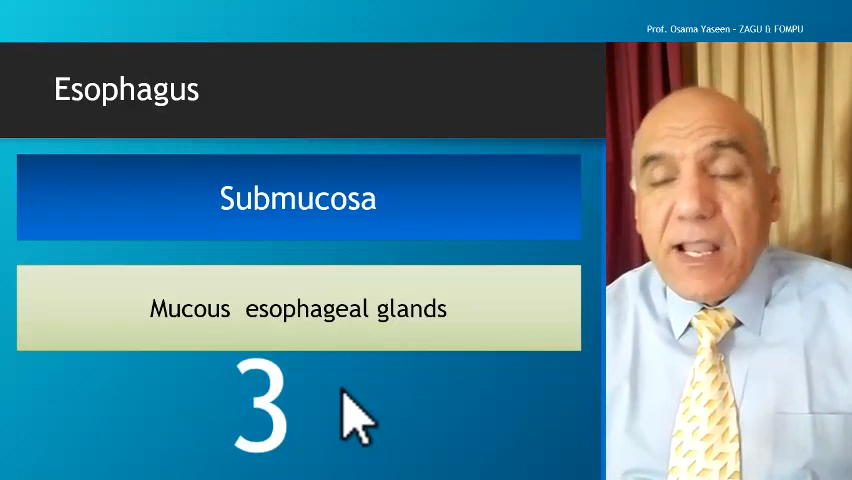 Prof. Osama Yaseen – ZAGU & FOMPU
Esophagus
Submucosa
Mucous esophageal glands
3